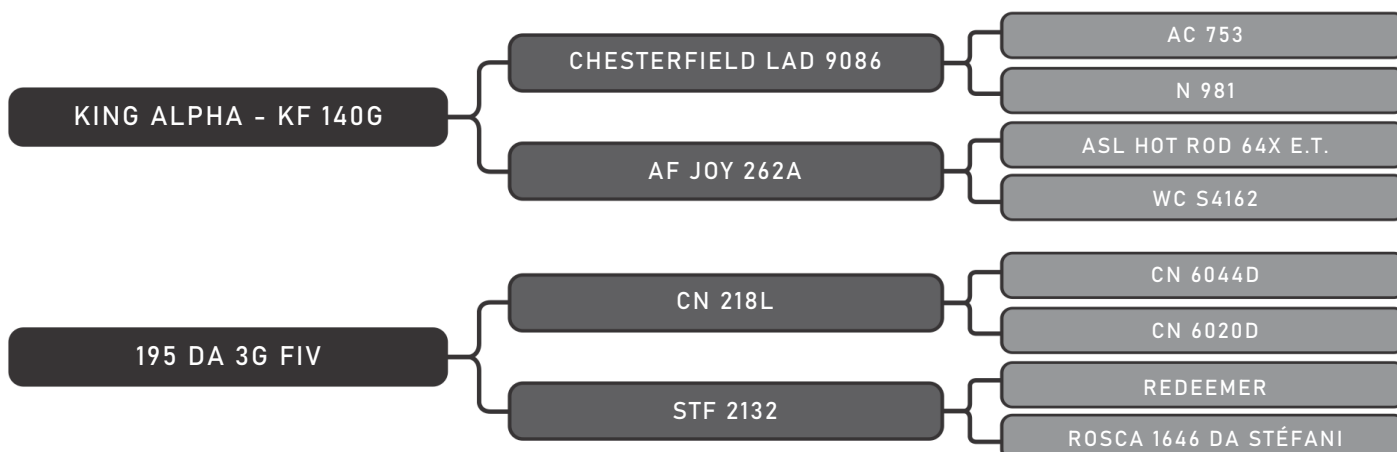 KING ALPHA - KF 140G
CHESTERFIELD LAD 9086
AC 753
N 981
AF JOY 262A
ASL HOT ROD 64X E.T.
WC S4162
195 DA 3G FIV
CN 218L
CN 6044D
CN 6020D
STF 2132
REDEEMER
ROSCA 1646 DA STÉFANI